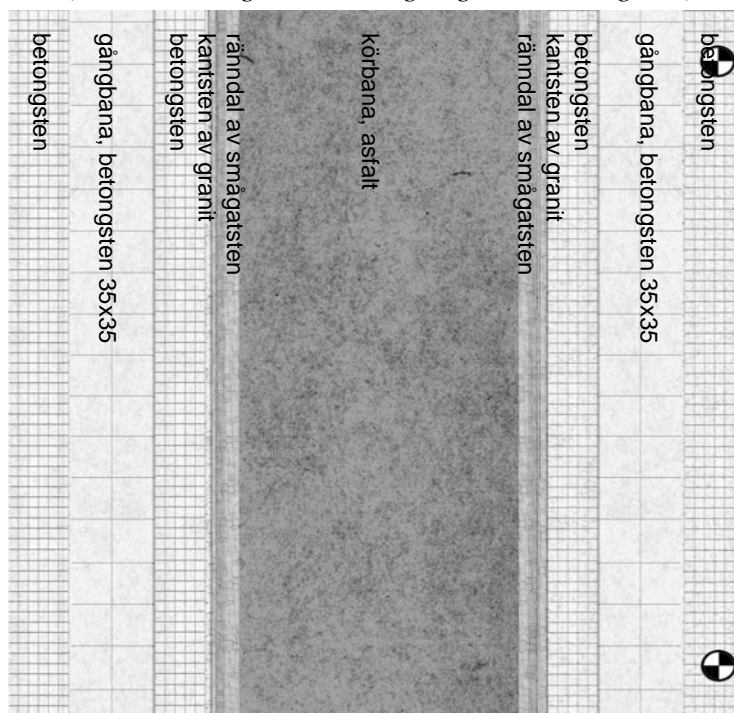 betongsten
gångbana, betongsten 35x35
betongsten
kantsten av granit
ränndal av smågatsten
körbana, asfalt
ränndal av smågatsten
kantsten av granit
betongsten
gångbana, betongsten 35x35
betongsten